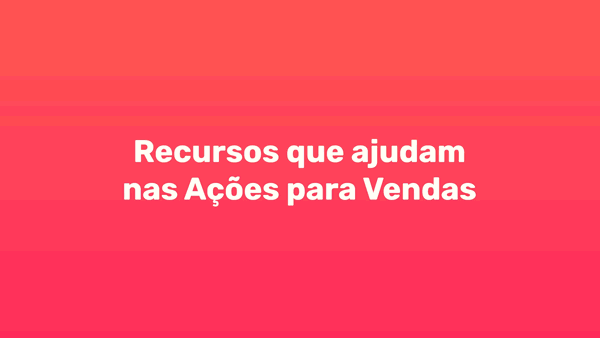 Recursos que ajudam
nas Ações para Vendas